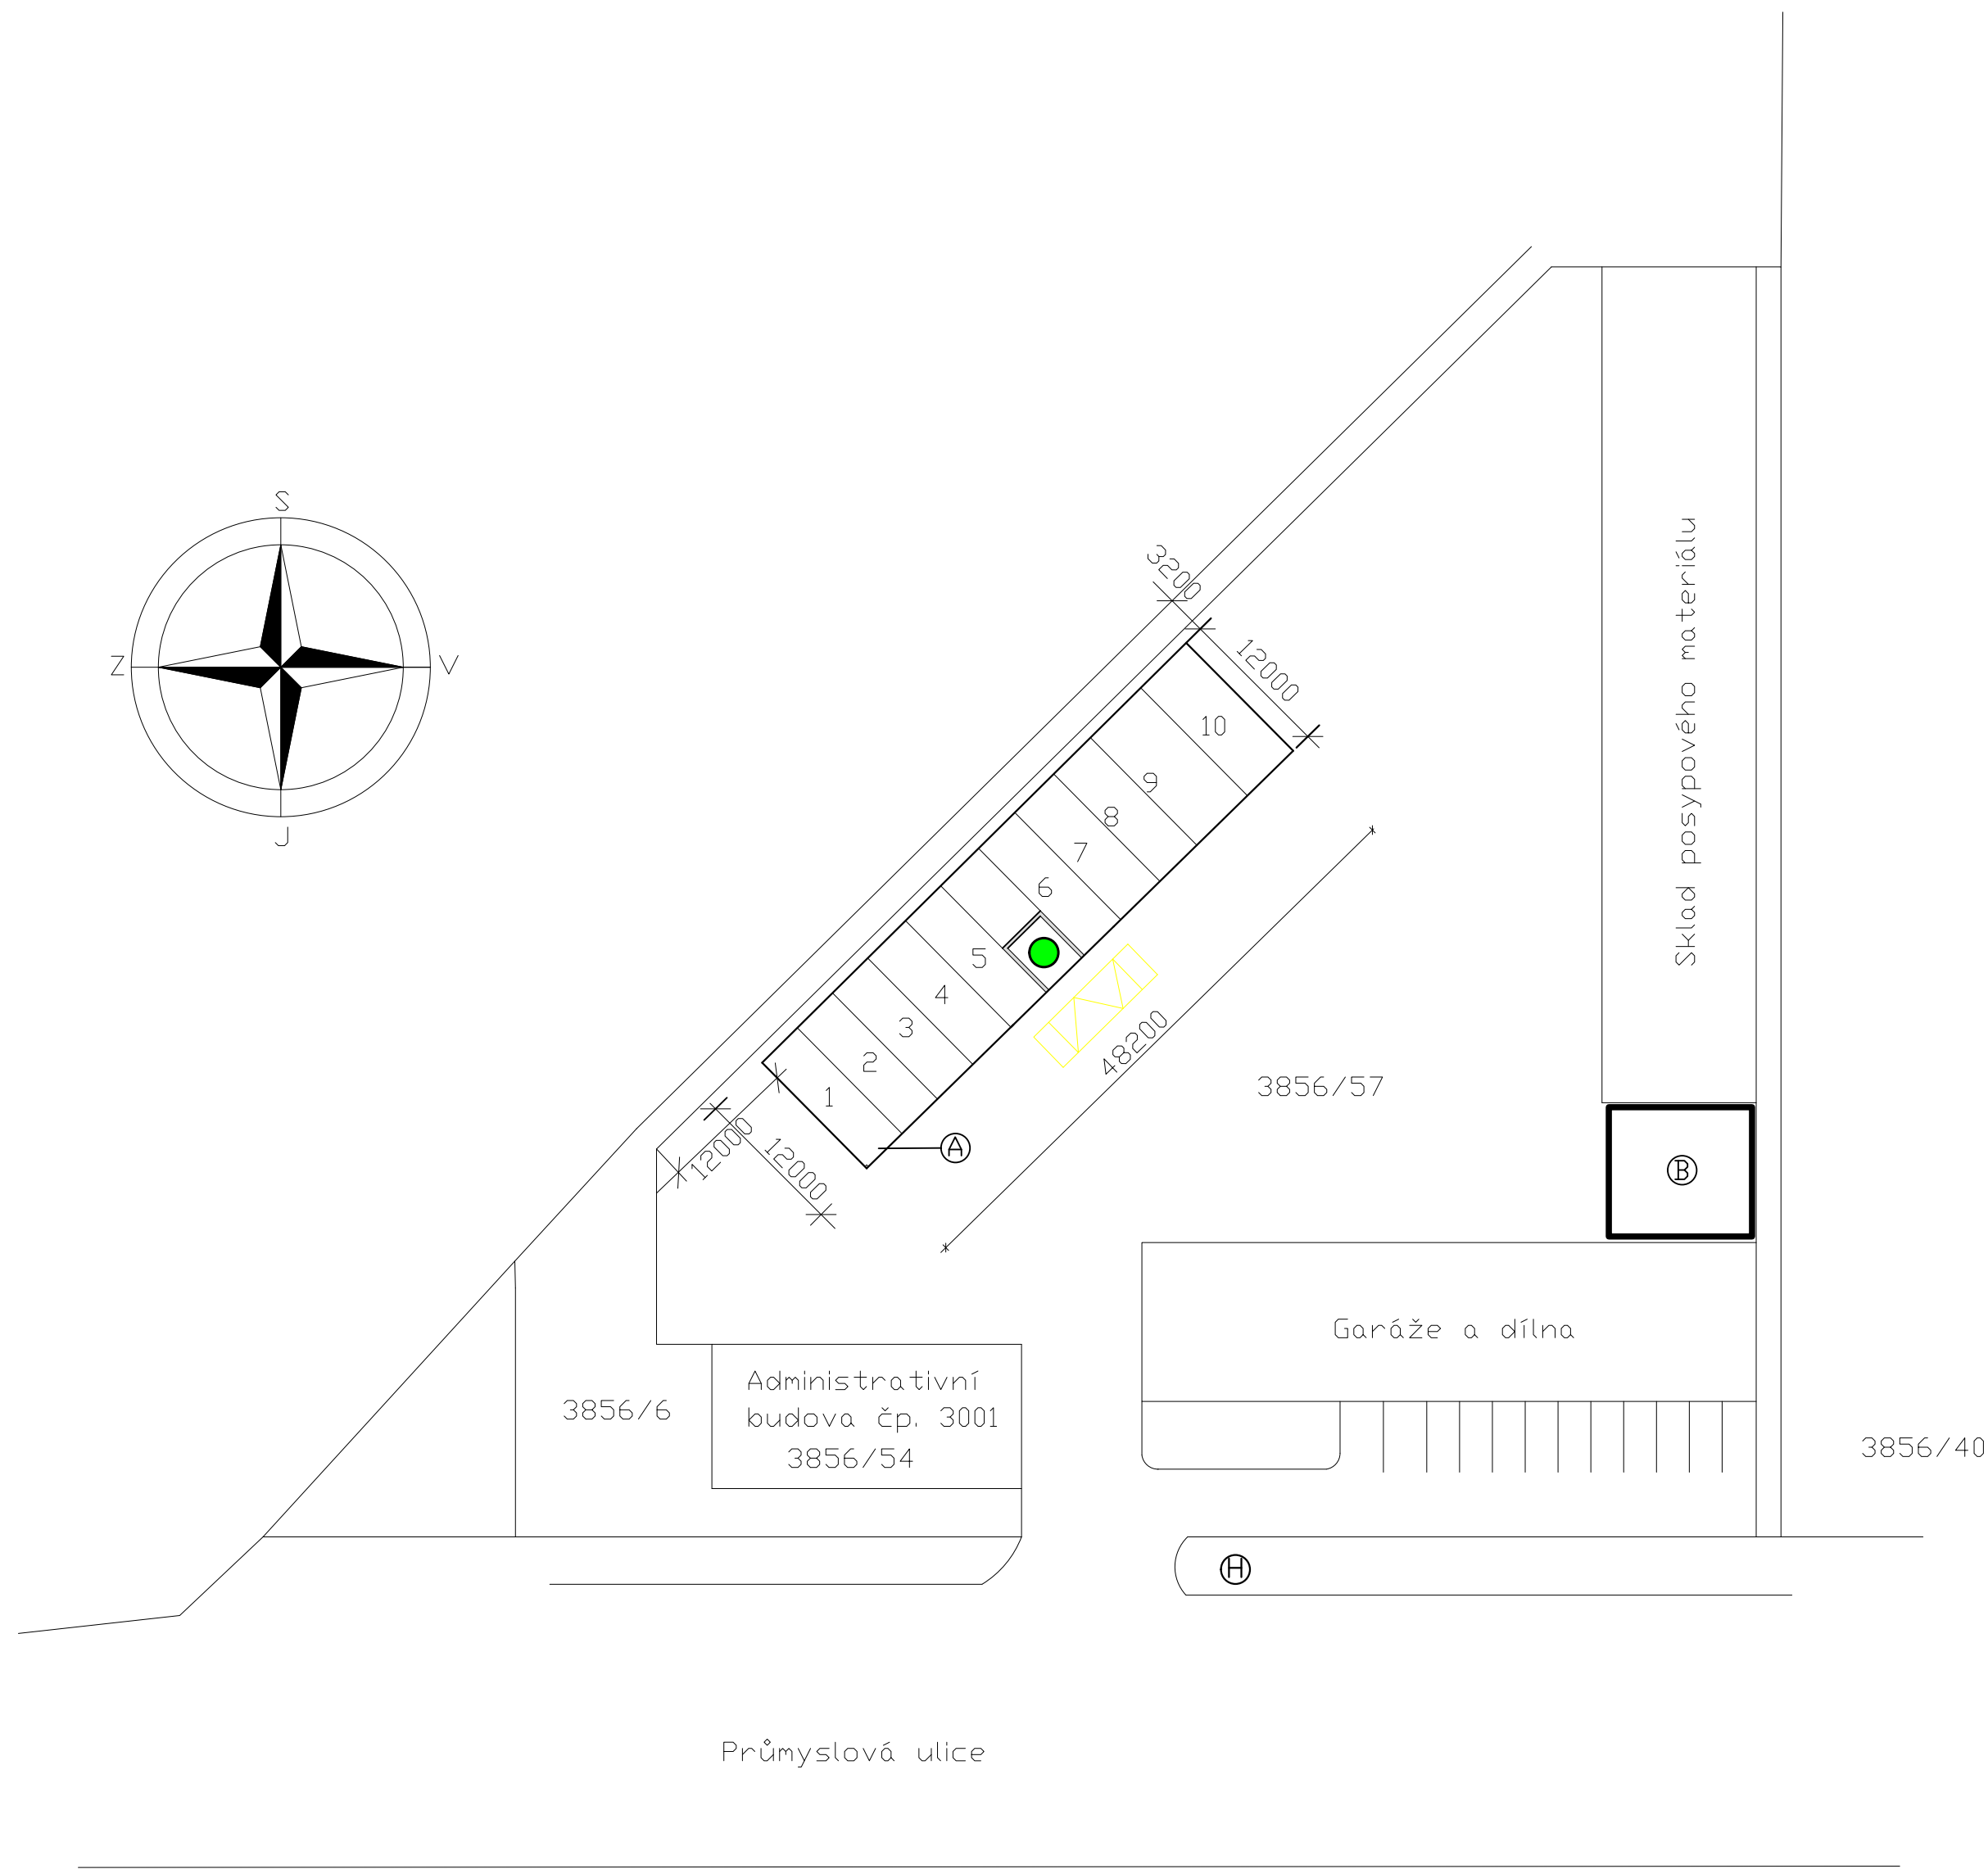 S
Z
V
J
3200
12000
10
9
8
7
6
5
4
3
2
1
48200
12000
12000
A
Sklad posypového materiálu
3856/57
B
Garáže a dílna
Administrativní
budova čp. 3001
3856/54
3856/6
3856/40
H
Průmyslová ulice